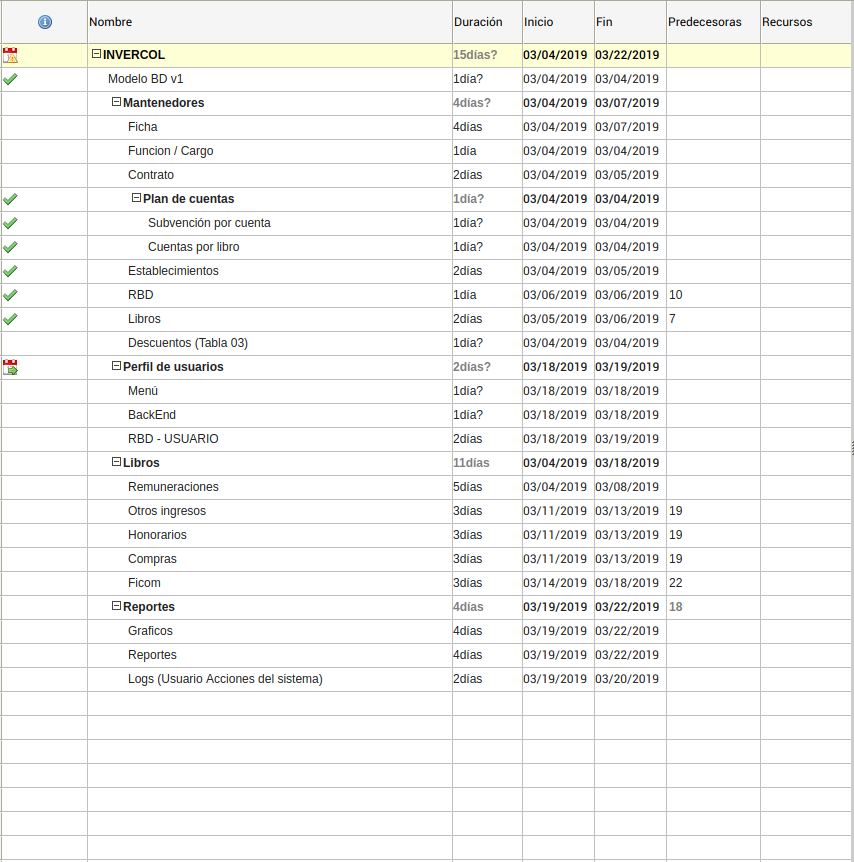 Nombre Duración Inicio Fin Predecesoras Recursos
INVERCOL 15días? 03/04/2019 03/22/2019
Modelo BD v1 1día? 03/04/2019 03/04/2019
Mantenedores 4días? 03/04/2019 03/07/2019
Ficha 4días 03/04/2019 03/07/2019
Funcion / Cargo 1día 03/04/2019 03/04/2019
Contrato 2días 03/04/2019 03/05/2019
Plan de cuentas 1día? 03/04/2019 03/04/2019
Subvención por cuenta 1día? 03/04/2019 03/04/2019
Cuentas por libro 1día? 03/04/2019 03/04/2019
Establecimientos 2días 03/04/2019 03/05/2019
RBD 1día 03/06/2019 03/06/2019 10
Libros 2días 03/05/2019 03/06/2019 7
Descuentos (Tabla 03) 1día? 03/04/2019 03/04/2019
Perfil de usuarios 2días? 03/18/2019 03/19/2019
Menú 1día? 03/18/2019 03/18/2019
BackEnd 1día? 03/18/2019 03/18/2019
RBD - USUARIO 2días 03/18/2019 03/19/2019
Libros 11días 03/04/2019 03/18/2019
Remuneraciones 5días 03/04/2019 03/08/2019
Otros ingresos 3días 03/11/2019 03/13/2019 19
Honorarios 3días 03/11/2019 03/13/2019 19
Compras 3días 03/11/2019 03/13/2019 19
Ficom 3días 03/14/2019 03/18/2019 22
Reportes 4días 03/19/2019 03/22/2019 18
Graficos 4días 03/19/2019 03/22/2019
Reportes 4días 03/19/2019 03/22/2019
Logs (Usuario Acciones del sistema) 2días 03/19/2019 03/20/2019